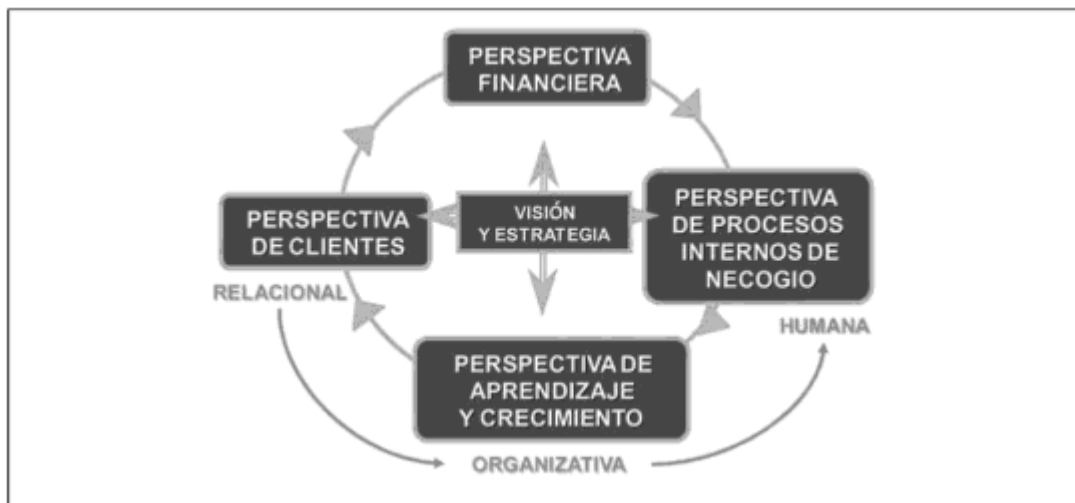 PERSPECTIVA
FINANCIERA
PERSPECTIVA
DE CLIENTES
VISIÓN
Y ESTRATEGIA
PERSPECTIVA
DE PROCESOS
INTERNOS DE
NECOGIO
RELACIONAL
HUMANA
PERSPECTIVA DE
APRENDIZAJE
Y CRECIMIENTO
ORGANIZATIVA